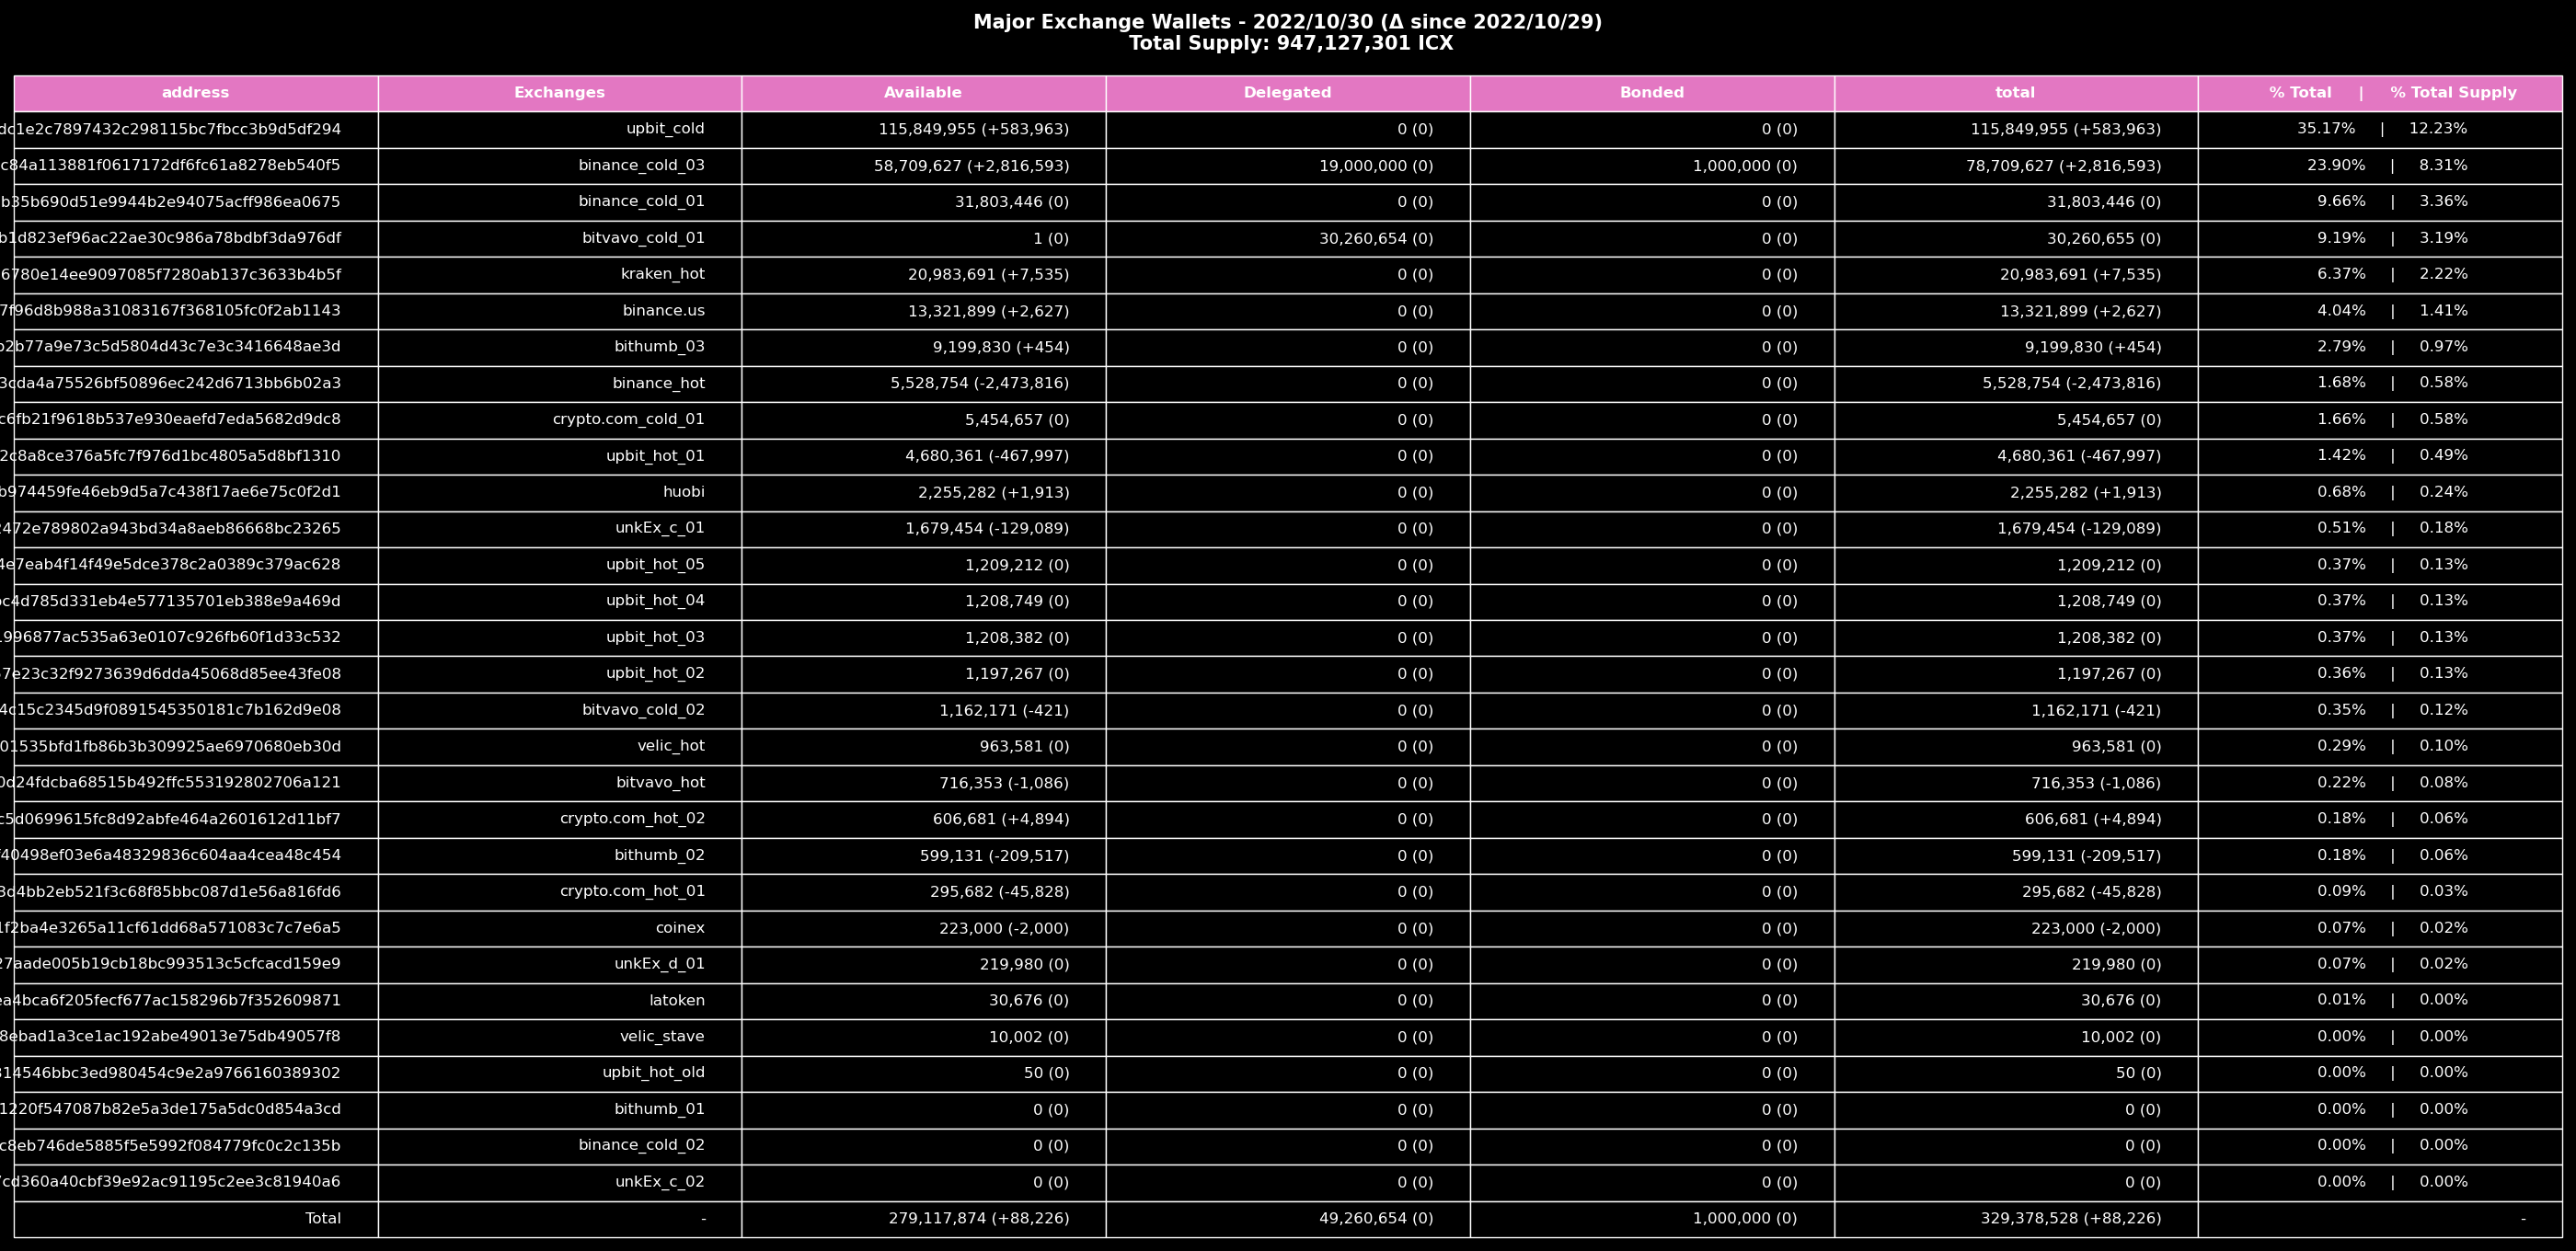 Major Exchange Wallets - 2022/10/30 (Δ since 2022/10/29)
Total Supply: 947,127,301 ICX
address Exchanges Available Delegated Bonded total % Total | % Total Supply
dc1e2c7897432c298115bc7fbcc3b9d5df294 upbit_cold 115,849,955 (+583,963) 0 (0) 0 (0) 115,849,955 (+583,963) 35.17% | 12.23%
c84a113881f0617172df6fc61a8278eb540f5 binance_cold_03 58,709,627 (+2,816,593) 19,000,000 (0) 1,000,000 (0) 78,709,627 (+2,816,593) 23.90% | 8.31%
b35b690d51e9944b2e94075acff986ea0675 binance_cold_01 31,803,446 (0) 0 (0) 0 (0) 31,803,446 (0) 9.66% | 3.36%
b1d823ef96ac22ae30c986a78bdbf3da976df bitvavo_cold_01 1 (0) 30,260,654 (0) 0 (0) 30,260,655 (0) 9.19% | 3.19%
6780e14ee9097085f7280ab137c3633b4b5f kraken_hot 20,983,691 (+7,535) 0 (0) 0 (0) 20,983,691 (+7,535) 6.37% | 2.22%
7f96d8b988a31083167f368105fc0f2ab1143 binance.us 13,321,899 (+2,627) 0 (0) 0 (0) 13,321,899 (+2,627) 4.04% | 1.41%
b2b77a9e73c5d5804d43c7e3c3416648ae3d bithumb_03 9,199,830 (+454) 0 (0) 0 (0) 9,199,830 (+454) 2.79% | 0.97%
3cda4a75526bf50896ec242d6713bb6b02a3 binance_hot 5,528,754 (-2,473,816) 0 (0) 0 (0) 5,528,754 (-2,473,816) 1.68% | 0.58%
c6fb21f9618b537e930eaefd7eda5682d9dc8 crypto.com_cold_01 5,454,657 (0) 0 (0) 0 (0) 5,454,657 (0) 1.66% | 0.58%
2c8a8ce376a5fc7f976d1bc4805a5d8bf1310 upbit_hot_01 4,680,361 (-467,997) 0 (0) 0 (0) 4,680,361 (-467,997) 1.42% | 0.49%
b974459fe46eb9d5a7c438f17ae6e75c0f2d1 huobi 2,255,282 (+1,913) 0 (0) 0 (0) 2,255,282 (+1,913) 0.68% | 0.24%
2472e789802a943bd34a8aeb86668bc23265 unkEx_c_01 1,679,454 (-129,089) 0 (0) 0 (0) 1,679,454 (-129,089) 0.51% | 0.18%
4e7eab4f14f49e5dce378c2a0389c379ac628 upbit_hot_05 1,209,212 (0) 0 (0) 0 (0) 1,209,212 (0) 0.37% | 0.13%
bc4d785d331eb4e577135701eb388e9a469d upbit_hot_04 1,208,749 (0) 0 (0) 0 (0) 1,208,749 (0) 0.37% | 0.13%
1996877ac535a63e0107c926fb60f1d33c532 upbit_hot_03 1,208,382 (0) 0 (0) 0 (0) 1,208,382 (0) 0.37% | 0.13%
57e23c32f9273639d6dda45068d85ee43fe08 upbit_hot_02 1,197,267 (0) 0 (0) 0 (0) 1,197,267 (0) 0.36% | 0.13%
4c15c2345d9f0891545350181c7b162d9e08 bitvavo_cold_02 1,162,171 (-421) 0 (0) 0 (0) 1,162,171 (-421) 0.35% | 0.12%
01535bfd1fb86b3b309925ae6970680eb30d velic_hot 963,581 (0) 0 (0) 0 (0) 963,581 (0) 0.29% | 0.10%
0d24fdcba68515b492ffc553192802706a121 bitvavo_hot 716,353 (-1,086) 0 (0) 0 (0) 716,353 (-1,086) 0.22% | 0.08%
c5d0699615fc8d92abfe464a2601612d11bf7 crypto.com_hot_02 606,681 (+4,894) 0 (0) 0 (0) 606,681 (+4,894) 0.18% | 0.06%
f40498ef03e6a48329836c604aa4cea48c454 bithumb_02 599,131 (-209,517) 0 (0) 0 (0) 599,131 (-209,517) 0.18% | 0.06%
3d4bb2eb521f3c68f85bbc087d1e56a816fd6 crypto.com_hot_01 295,682 (-45,828) 0 (0) 0 (0) 295,682 (-45,828) 0.09% | 0.03%
1f2ba4e3265a11cf61dd68a571083c7c7e6a5 coinex 223,000 (-2,000) 0 (0) 0 (0) 223,000 (-2,000) 0.07% | 0.02%
27aade005b19cb18bc993513c5cfcacd159e9 unkEx_d_01 219,980 (0) 0 (0) 0 (0) 219,980 (0) 0.07% | 0.02%
ea4bca6f205fecf677ac158296b7f352609871 latoken 30,676 (0) 0 (0) 0 (0) 30,676 (0) 0.01% | 0.00%
8ebad1a3ce1ac192abe49013e75db49057f8 velic_stave 10,002 (0) 0 (0) 0 (0) 10,002 (0) 0.00% | 0.00%
314546bbc3ed980454c9e2a9766160389302 upbit_hot_old 50 (0) 0 (0) 0 (0) 50 (0) 0.00% | 0.00%
1220f547087b82e5a3de175a5dc0d854a3cd bithumb_01 0 (0) 0 (0) 0 (0) 0 (0) 0.00% | 0.00%
c8eb746de5885f5e5992f084779fc0c2c135b binance_cold_02 0 (0) 0 (0) 0 (0) 0 (0) 0.00% | 0.00%
7cd360a40cbf39e92ac91195c2ee3c81940a6 unkEx_c_02 0 (0) 0 (0) 0 (0) 0 (0) 0.00% | 0.00%
Total - 279,117,874 (+88,226) 49,260,654 (0) 1,000,000 (0) 329,378,528 (+88,226) -